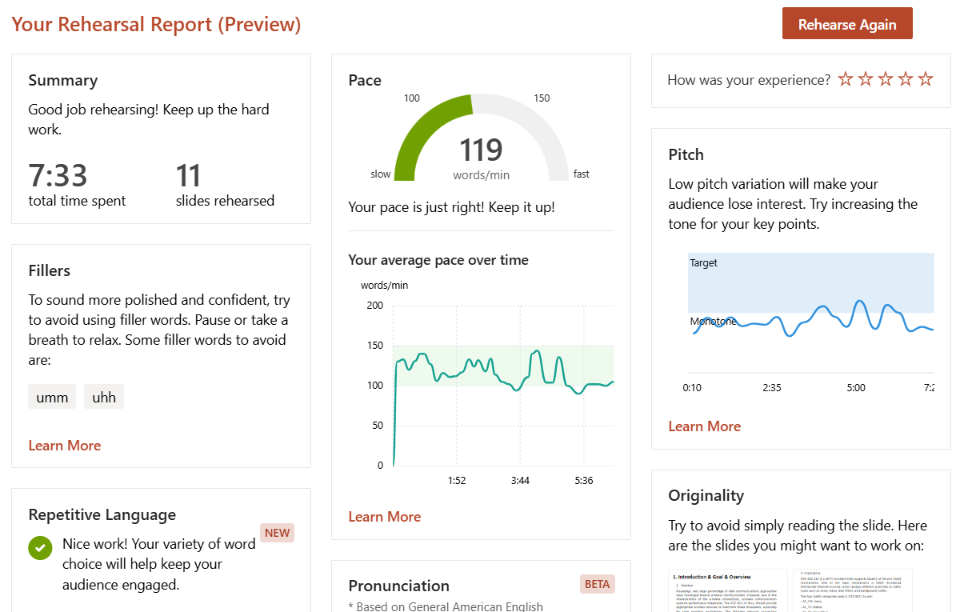 Your Rehearsal Report (Preview)
Rehearse Again
Summary
Good job rehearsing! Keep up the hard
work.
7:33
total time spent
11
slides rehearsed
Fillers
To sound more polished and confident, try
to avoid using filler words. Pause or take a
breath to relax. Some filler words to avoid
are:
umm
uhh
Learn More
Repetitive Language
NEW
Nice work! Your variety of word
choice will help keep your
audience engaged.
Pace
100
150
slow
119
words/min
fast
Your pace is just right! Keep it up!
Your average pace over time
words/min
200
150
100
50
0
1:52
3:44
5:36
Learn More
Pronunciation
BETA
* Based on General American English
How was your experience?
Pitch
Low pitch variation will make your
audience lose interest. Try increasing the
tone for your key points.
Target
Monotone
0:10
2:35
5:00
7:2
Learn More
Originality
Try to avoid simply reading the slide. Here
are the slides you might want to work on:
1. Introduction & Goal & Overview